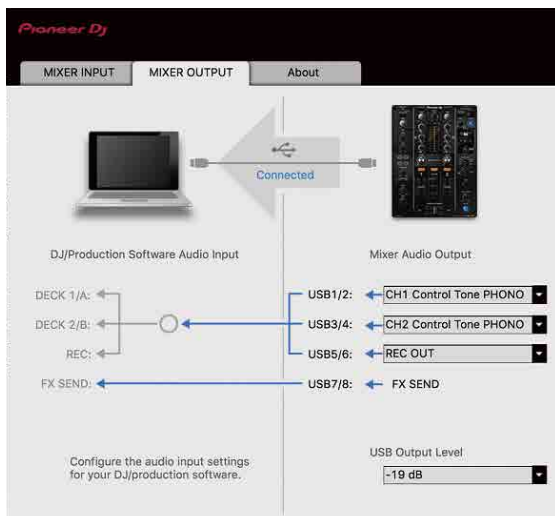 Pioneer Dj
MIXER INPUT
MIXER OUTPUT
About
Connected
DJ/Production Software Audio Input
Mixer Audio Output
DECK 1/A:
USB1/2:
CH1 Control Tone PHONO
DECK 2/B:
USB3/4:
CH2 Control Tone PHONO
REC:
USB5/6:
REC OUT
FX SEND:
USB7/8:
FX SEND
Configure the audio input settings
for your DJ/production software.
USB Output Level
-19 dB